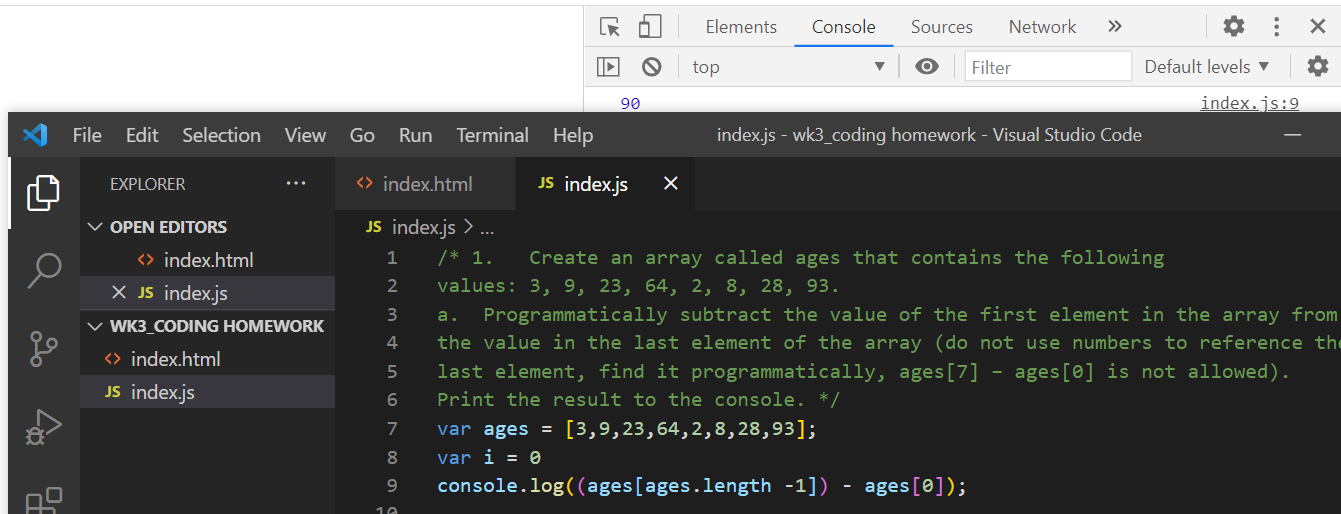 Elements Console Sources Network
top Filter Default levels
90 index.js:9
File Edit Selection View Go Run Terminal Help index.js - wk3_coding homework - Visual Studio Code
EXPLORER ··· <> index.html JS index.js
OPEN EDITORS
JS index.js > ...
<> index.html
JS index.js
WK3_CODING HOMEWORK
<> index.html
JS index.js
1 /* 1. Create an array called ages that contains the following
2 values: 3, 9, 23, 64, 2, 8, 28, 93.
3 a. Programmatically subtract the value of the first element in the array from
4 the value in the last element of the array (do not use numbers to reference the
5 last element, find it programmatically, ages[7] – ages[0] is not allowed).
6 Print the result to the console. */
7 var ages = [3,9,23,64,2,8,28,93];
8 var i = 0
9 console.log((ages[ages.length -1]) - ages[0]);
10